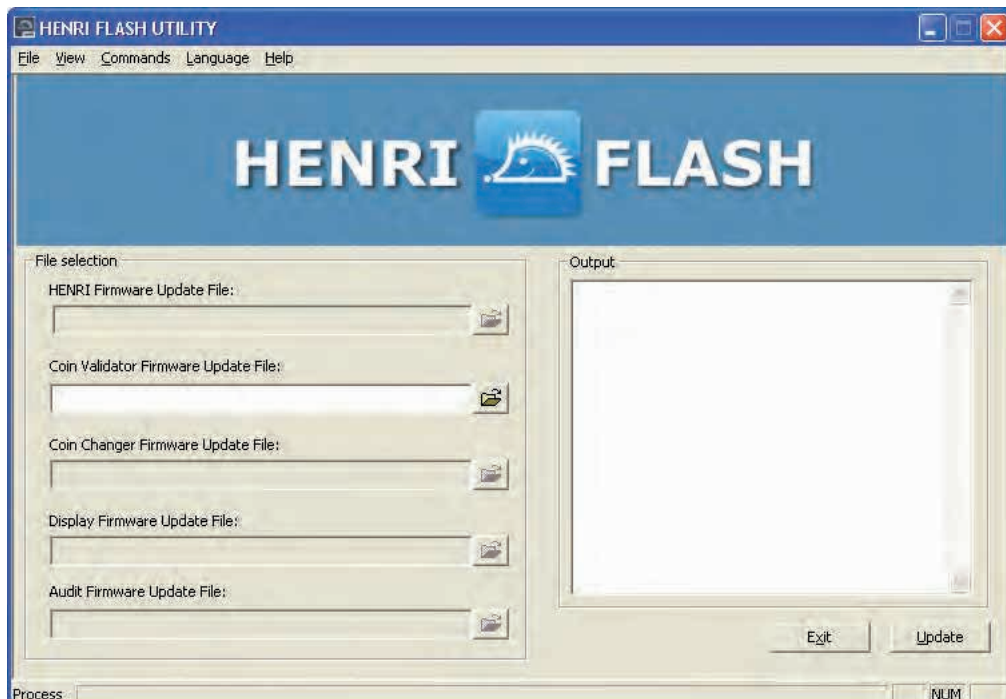 HENRI FLASH UTILITY
File View Commands Language Help
HENRI FLASH
File selection
HENRI Firmware Update File:
Coin Validator Firmware Update File:
Coin Changer Firmware Update File:
Display Firmware Update File:
Audit Firmware Update File:
Output
Exit Update
Process NUM